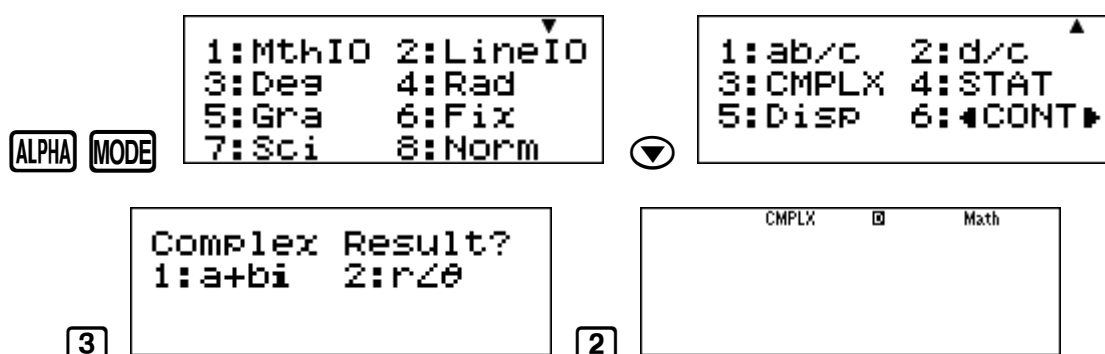 1:MthIO 2:LineIO
3:Deg 4:Rad
5:Gra 6:Fix
7:Sci 8:Norm
ALPHA MODE
1:ab/c 2:d/c
3:CMPLX 4:STAT
5:Disp 6:◀CONT▶
Complex Result?
1:a+bi 2:r∠θ
3
CMPLX D Math
2